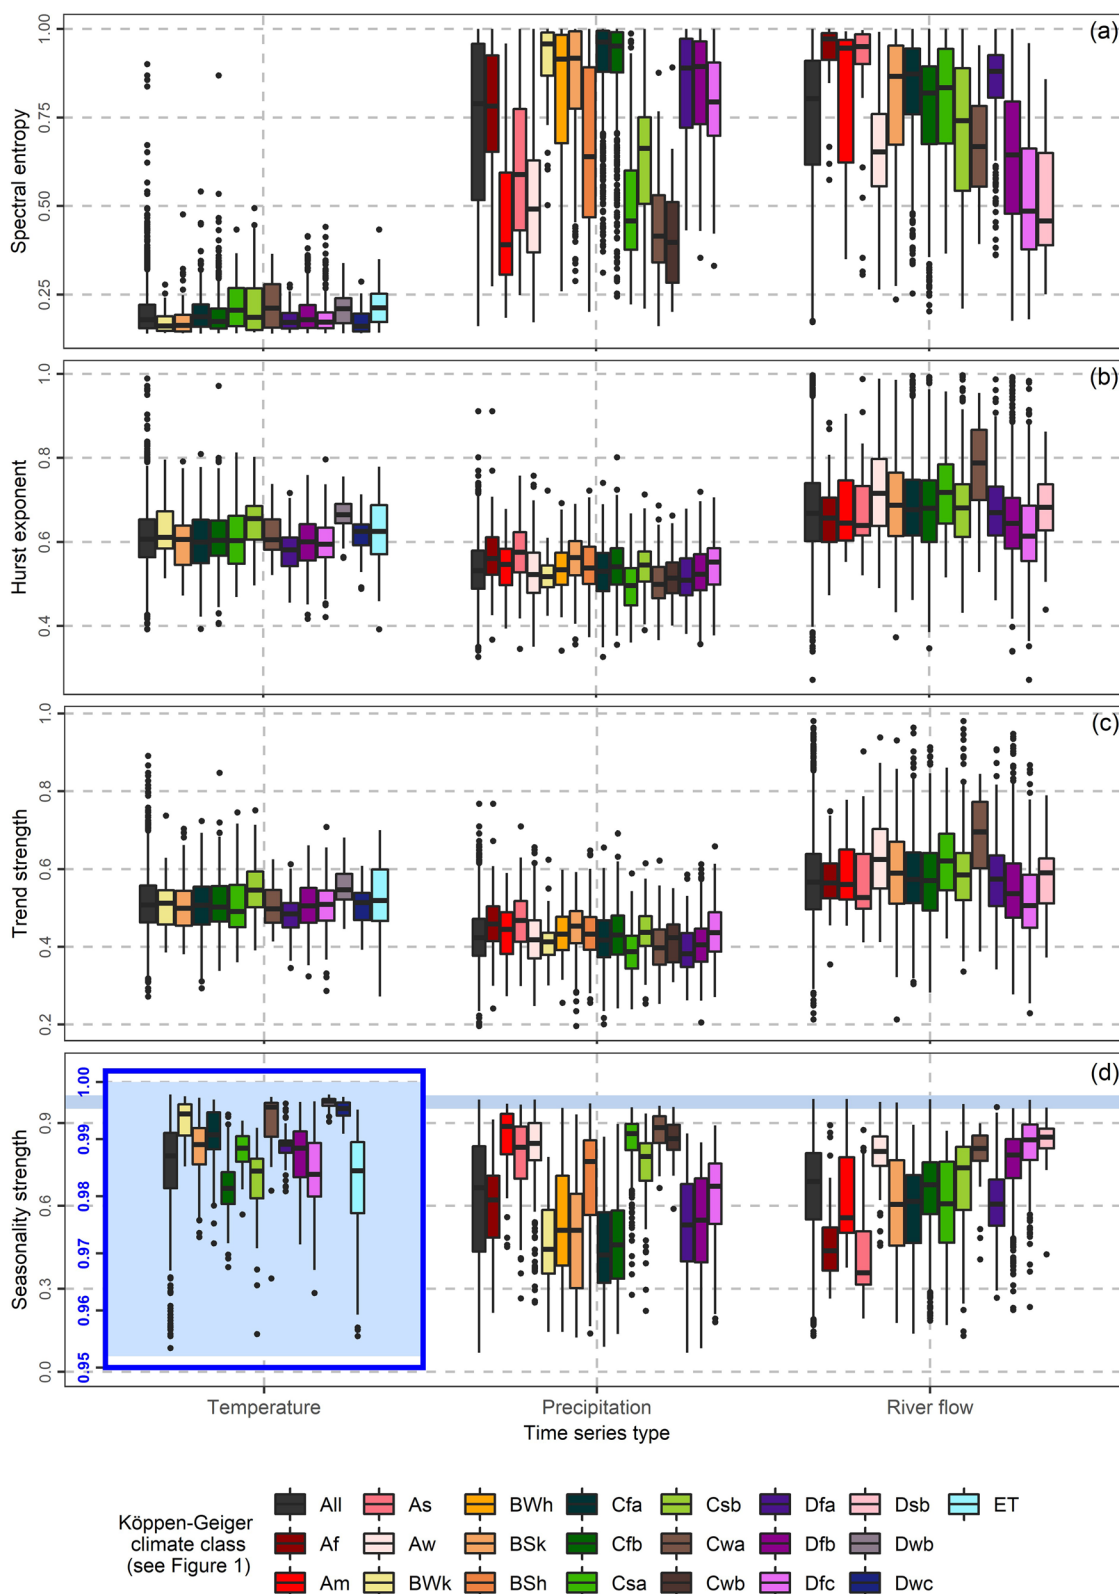 (a)
1.00
0.75
0.50
0.25
Spectral entropy
(b)
1.0
0.8
0.6
0.4
Hurst exponent
(c)
1.0
0.8
0.6
0.4
0.2
Trend strength
(d)
0.9
0.6
0.3
0.0
Seasonality strength
1.00
0.99
0.98
0.97
0.96
0.95
Temperature
Precipitation
River flow
Time series type
Köppen-Geiger
climate class
(see Figure 1)
All As BWh Cfa Csb Dfa Dsb ET
Af Aw BSk Cfb Cwa Dfb Dwb
Am BWk BSh Csa Cwb Dfc Dwc